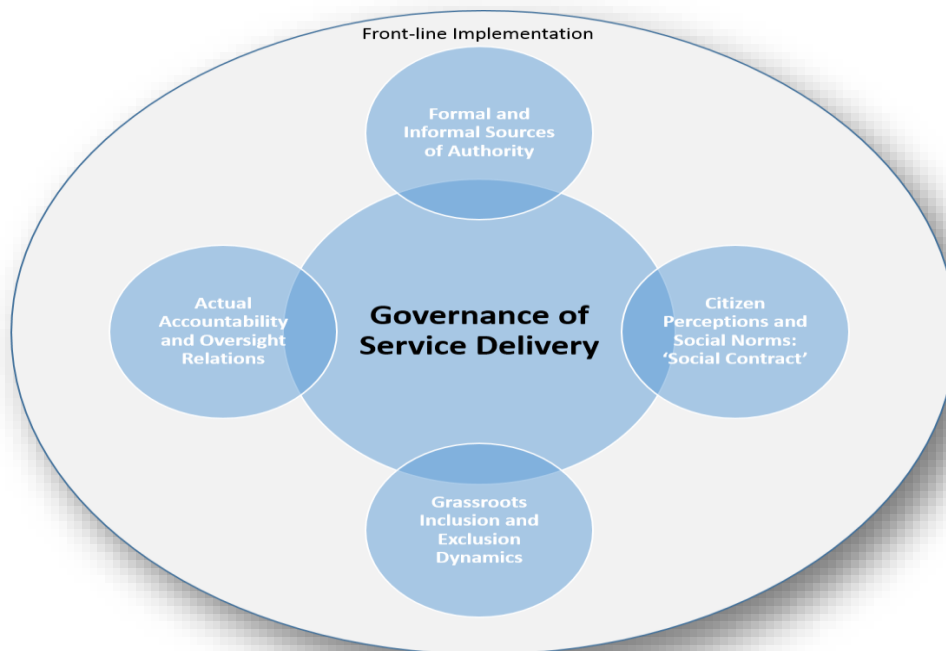 Front-line Implementation
Formal and
Informal Sources
of Authority
Actual
Accountability
and Oversight
Relations
Governance of
Service Delivery
Citizen
Perceptions and
Social Norms:
‘Social Contract’
Grassroots
Inclusion and
Exclusion
Dynamics